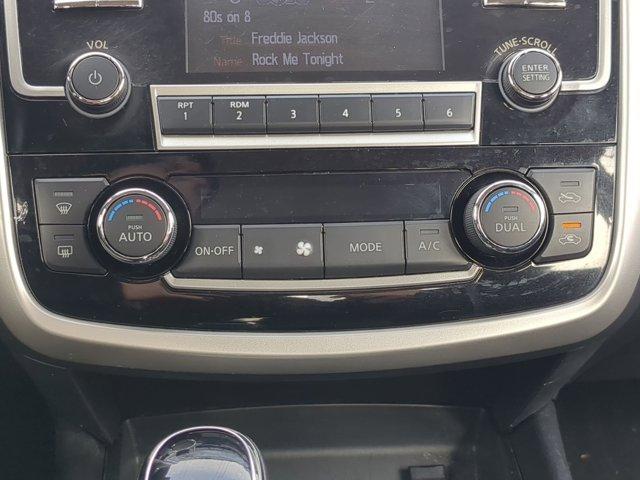 80s on 8
Title Freddie Jackson
Name Rock Me Tonight
VOL
TUNE·SCROLL
ENTER
SETTING
RPT
1
RDM
2
3
4
5
6
PUSH
AUTO
ON·OFF
MODE
A/C
PUSH
DUAL